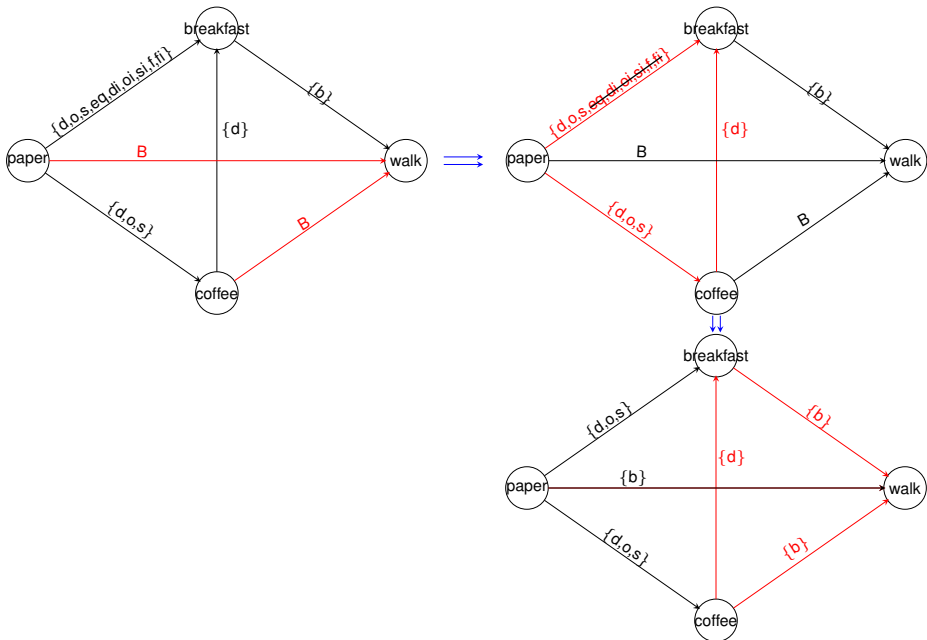 breakfast
{d,o,s,eq,di,oi,si,f,fi}
{b}
{d}
paper
B
walk
{d,o,s}
B
coffee
breakfast
{d,o,s,eq,di,oi,si,f,fi}
{b}
{d}
paper
B
walk
{d,o,s}
B
coffee
breakfast
{d,o,s}
{b}
{d}
paper
{b}
walk
{d,o,s}
{b}
coffee